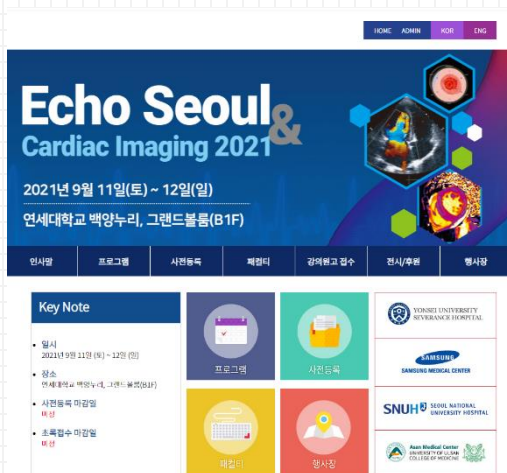 HOME ADMIN KOR ENG
Echo Seoul &
Cardiac Imaging 2021
2021년 9월 11일(토) ~ 12일(일)
연세대학교 백양누리, 그랜드볼룸(B1F)
인사말 프로그램 사전등록 패컬티 강의원고 접수 전시/후원 행사장
Key Note
일시
2021년 9월 11일 (토) ~ 12일 (일)
장소
연세대학교 백양누리, 그랜드볼룸(B1F)
사전등록 마감일
미정
초록접수 마감일
미정
프로그램
사전등록
패컬티
행사장
YONSEI UNIVERSITY
SEVERANCE HOSPITAL
SAMSUNG
SAMSUNG MEDICAL CENTER
SNUH SEOUL NATIONAL
UNIVERSITY HOSPITAL
Asan Medical Center
UNIVERSITY OF ULSAN
COLLEGE OF MEDICINE